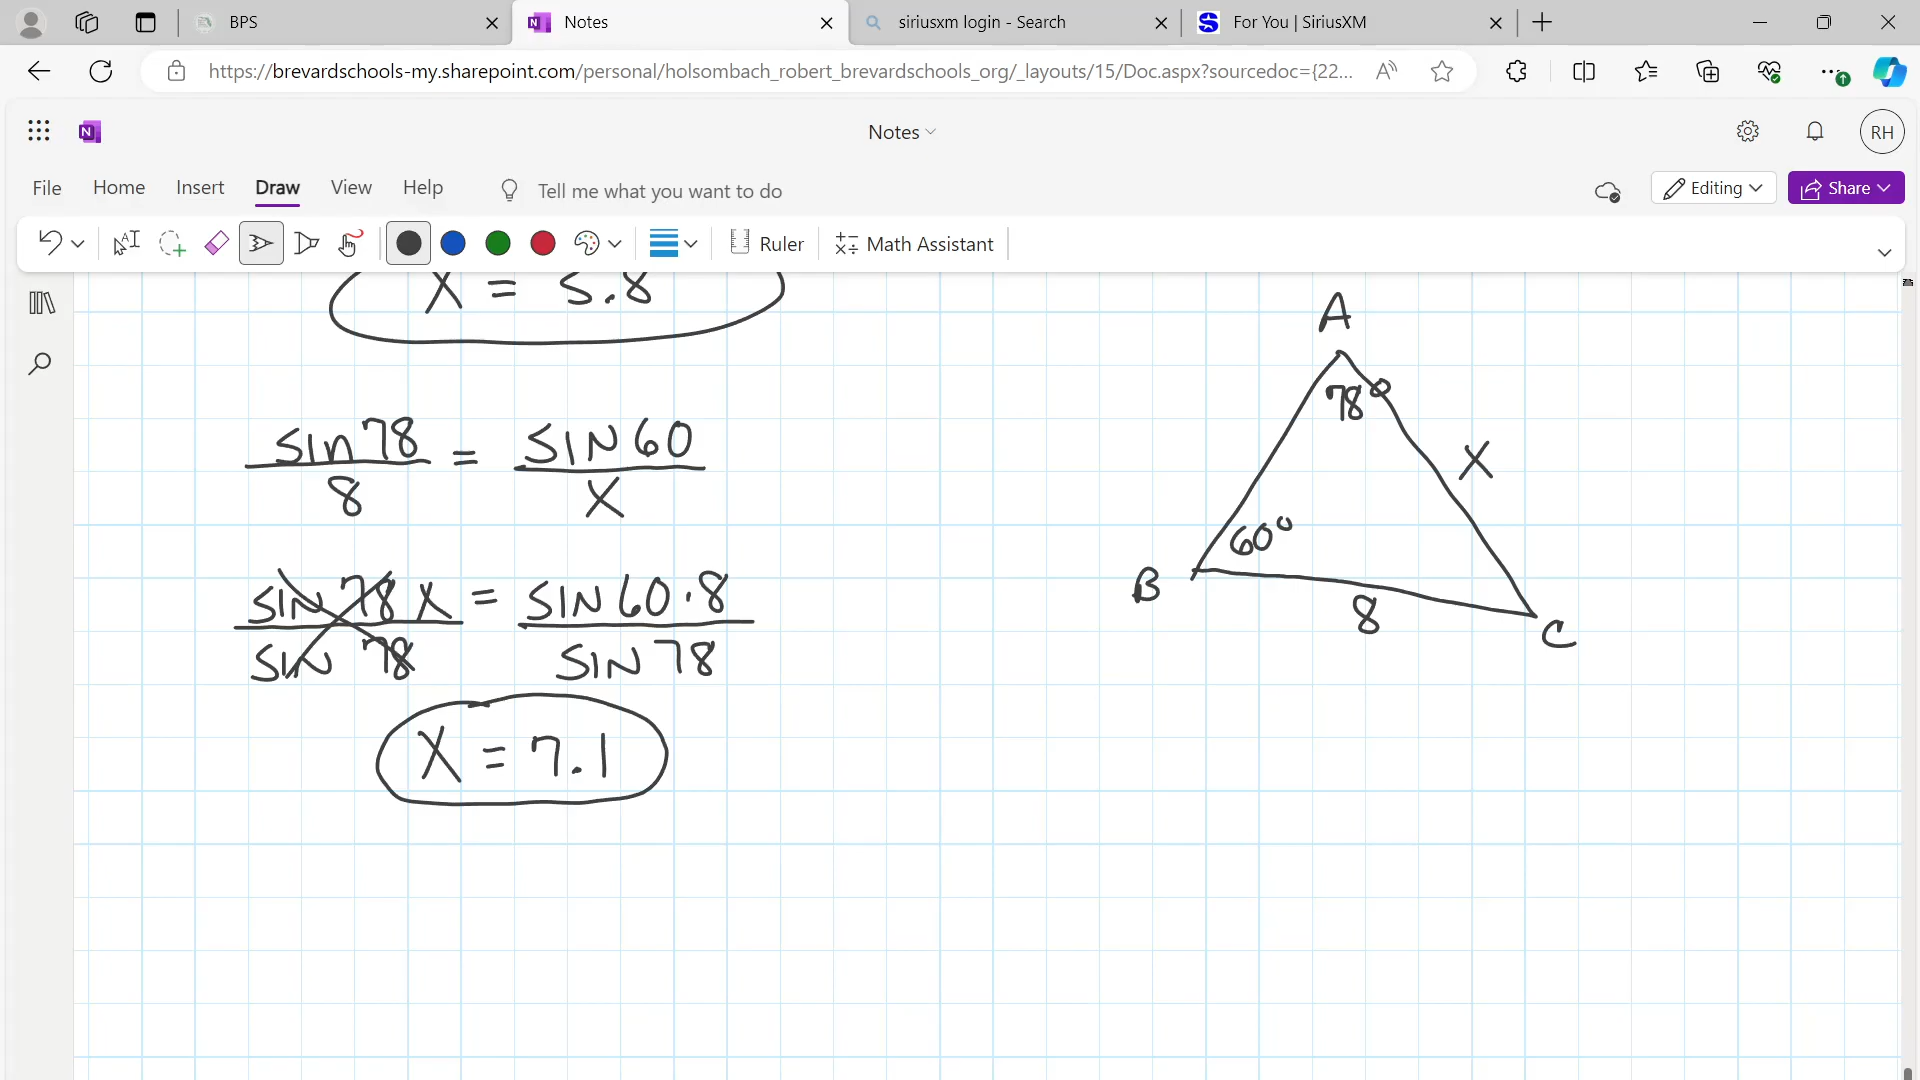 BPS
Notes
siriusxm login - Search
For You | SiriusXM
https://brevardschools-my.sharepoint.com/personal/holsombach_robert_brevardschools_org/_layouts/15/Doc.aspx?sourcedoc={22...
Notes
RH
File Home Insert Draw View Help Tell me what you want to do
Editing Share
Ruler Math Assistant
X = 5.8
sin 78 / 8 = SIN 60 / X
SIN 78 X / SIN 78 = SIN 60 · 8 / SIN 78
X = 7.1
A
78°
X
60°
B
8
C